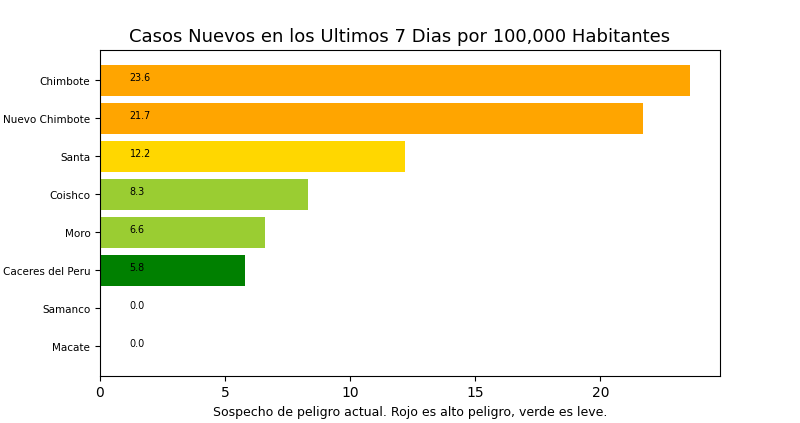 Casos Nuevos en los Ultimos 7 Dias por 100,000 Habitantes
Chimbote 23.6
Nuevo Chimbote 21.7
Santa 12.2
Coishco 8.3
Moro 6.6
Caceres del Peru 5.8
Samanco 0.0
Macate 0.0
0 5 10 15 20
Sospecho de peligro actual. Rojo es alto peligro, verde es leve.